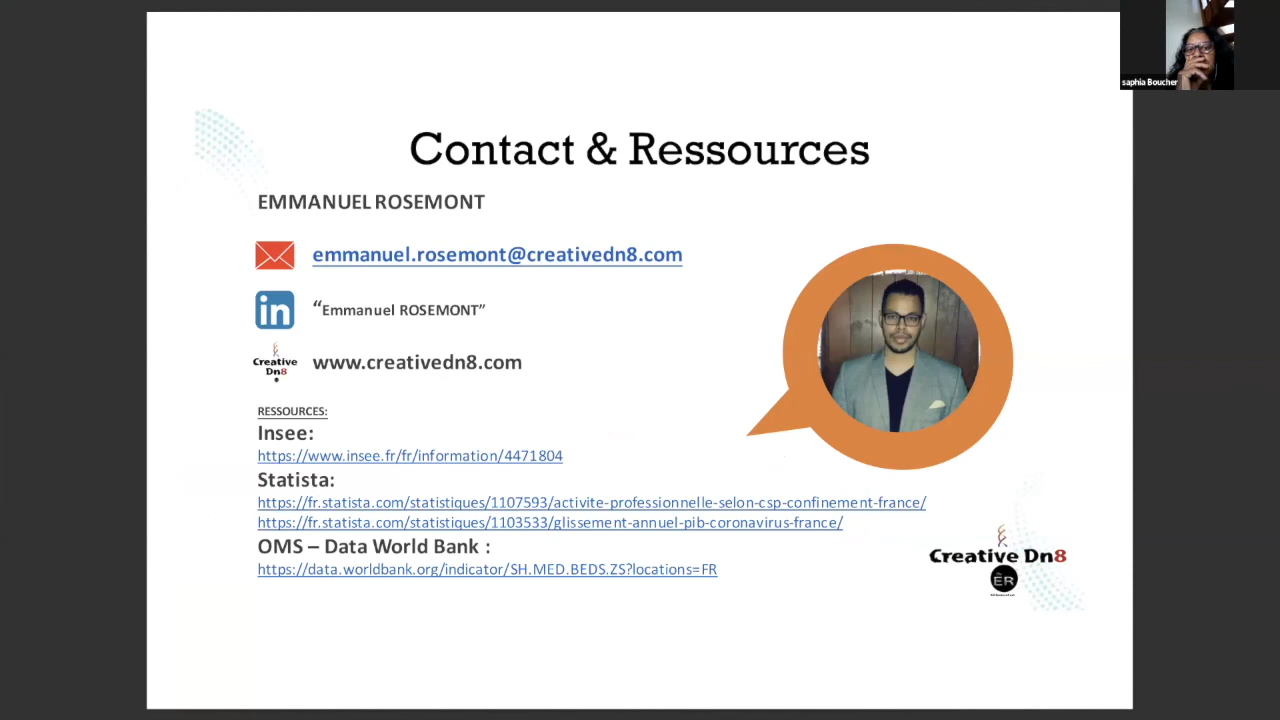 saphia Boucher
Contact & Ressources
EMMANUEL ROSEMONT
emmanuel.rosemont@creativedn8.com
in
“Emmanuel ROSEMONT”
Creative
Dn8
www.creativedn8.com
RESSOURCES:
Insee:
https://www.insee.fr/fr/information/4471804
Statista:
https://fr.statista.com/statistiques/1107593/activite-professionnelle-selon-csp-confinement-france/
https://fr.statista.com/statistiques/1103533/glissement-annuel-pib-coronavirus-france/
OMS – Data World Bank :
https://data.worldbank.org/indicator/SH.MED.BEDS.ZS?locations=FR
Creative Dn8
ER